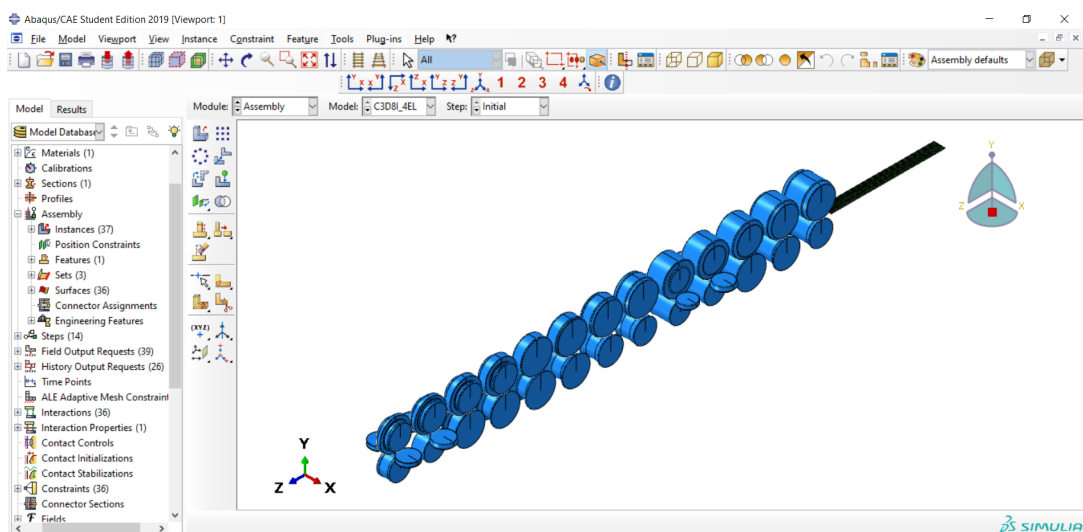 Abaqus/CAE Student Edition 2019 [Viewport: 1]
File Model Viewport View Instance Constraint Feature Tools Plug-ins Help
All
Assembly defaults
1 2 3 4
Model Results
Module: Assembly Model: C3D8I_4EL Step: Initial
Model Database
Materials (1)
Calibrations
Sections (1)
Profiles
Assembly
Instances (37)
Position Constraints
Features (1)
Sets (3)
Surfaces (36)
Connector Assignments
Engineering Features
Steps (14)
Field Output Requests (39)
History Output Requests (26)
Time Points
ALE Adaptive Mesh Constraint
Interactions (36)
Interaction Properties (1)
Contact Controls
Contact Initializations
Contact Stabilizations
Constraints (36)
Connector Sections
Fields
(XYZ)
Y
Z X
Y
Z X
SIMULIA